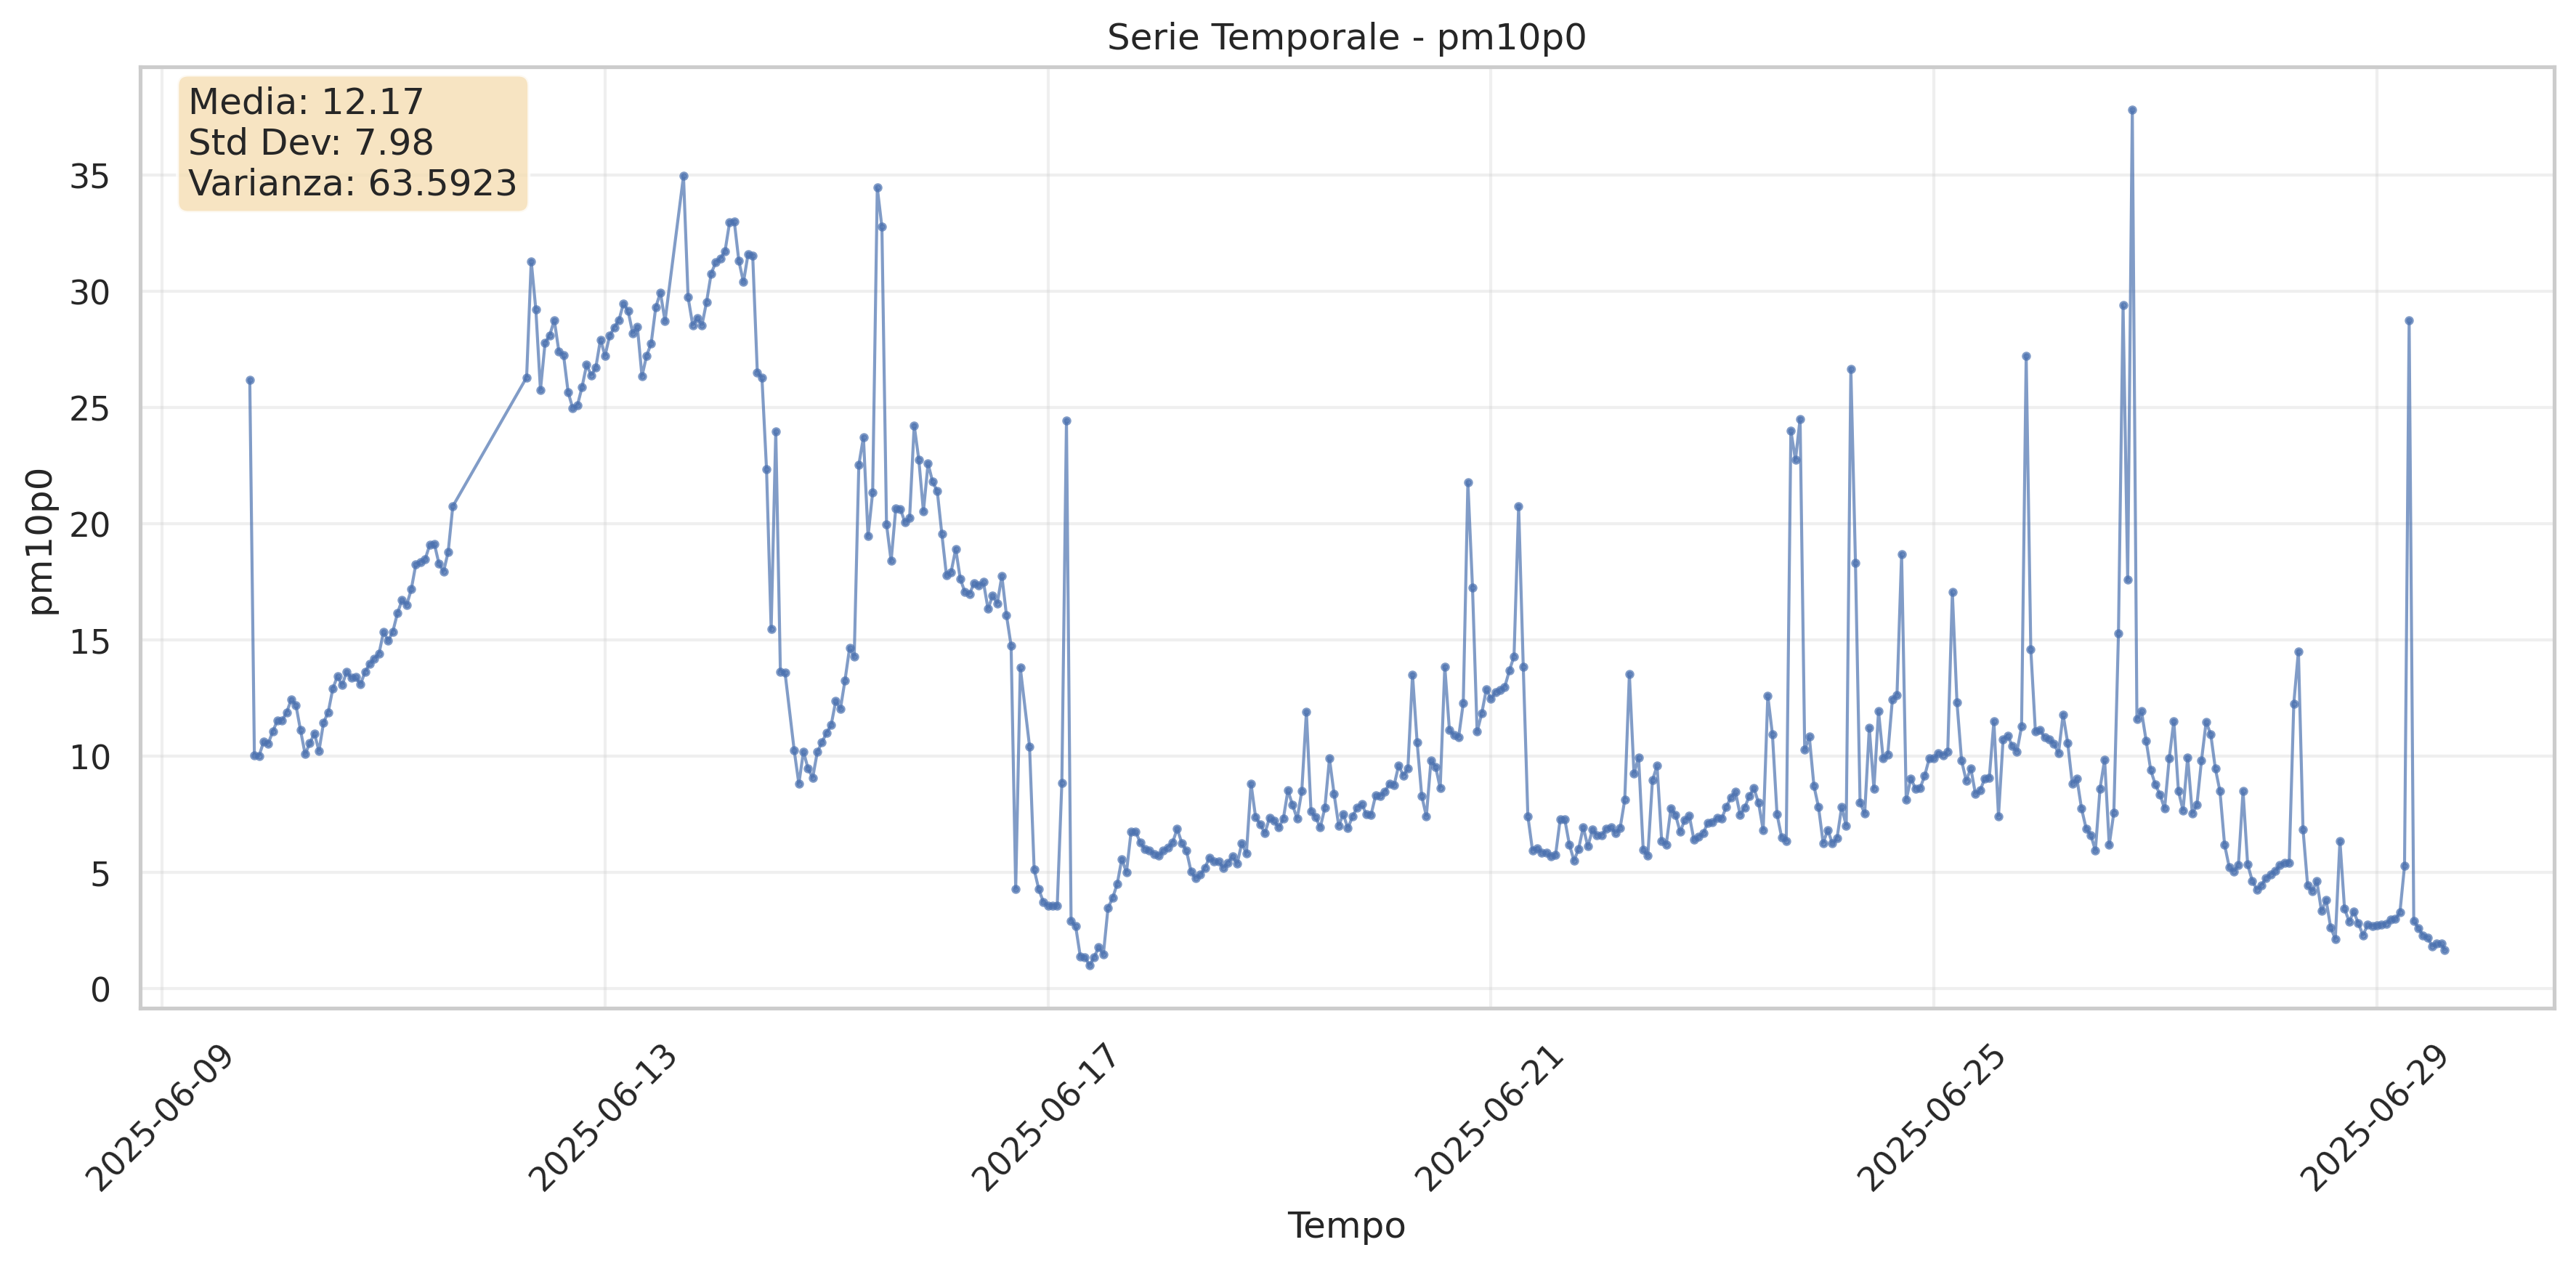 Serie Temporale - pm10p0
Media: 12.17
Std Dev: 7.98
Varianza: 63.5923
35
30
25
20
15
10
5
0
pm10p0
2025-06-09
2025-06-13
2025-06-17
2025-06-21
2025-06-25
2025-06-29
Tempo